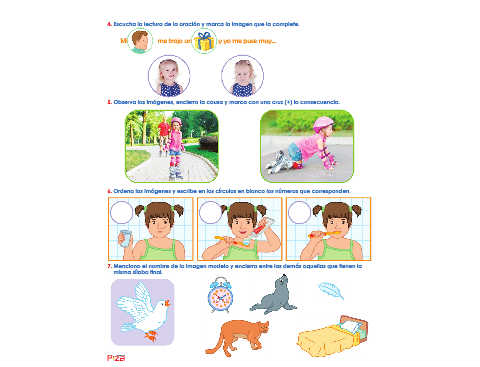 4. Escucha la lectura de la oración y marca la imagen que la complete.
Mi me trajo un y yo me puse muy...
5. Observa las imágenes, encierra la causa y marca con una cruz (+) la consecuencia.
6. Ordena las imágenes y escribe en los círculos en blanco los números que corresponden.
7. Menciona el nombre de la imagen modelo y encierra entre las demás aquellas que tienen la
misma sílaba final.